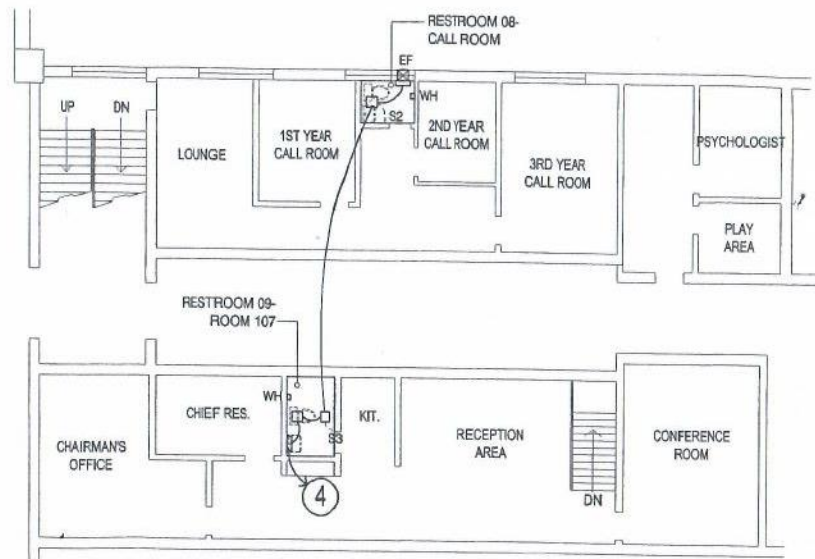 RESTROOM 08-
CALL ROOM
EF
WH
UP
DN
S2
1ST YEAR
CALL ROOM
2ND YEAR
CALL ROOM
LOUNGE
3RD YEAR
CALL ROOM
PSYCHOLOGIST
PLAY
AREA
RESTROOM 09-
ROOM 107
WH
CHIEF RES.
KIT.
S3
CHAIRMAN'S
OFFICE
RECEPTION
AREA
CONFERENCE
ROOM
4
DN